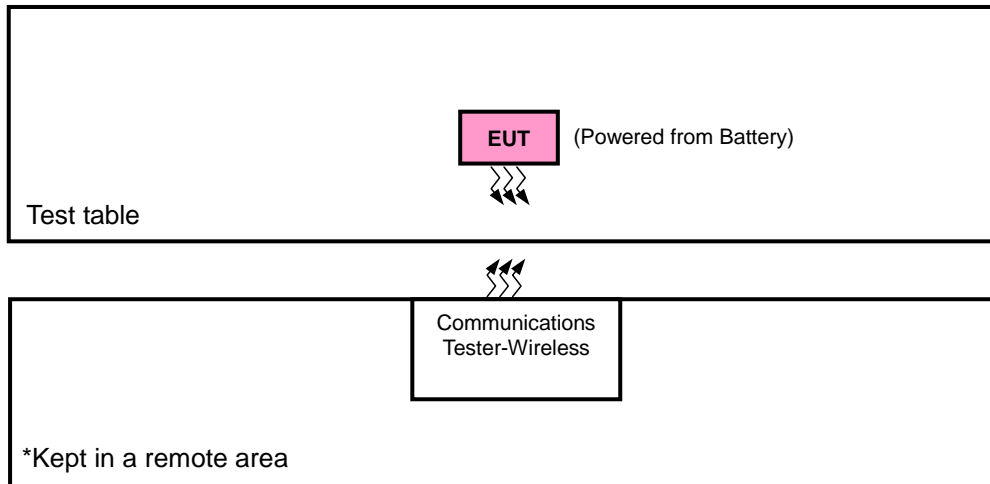 EUT
(Powered from Battery)
Test table
Communications
Tester-Wireless
*Kept in a remote area